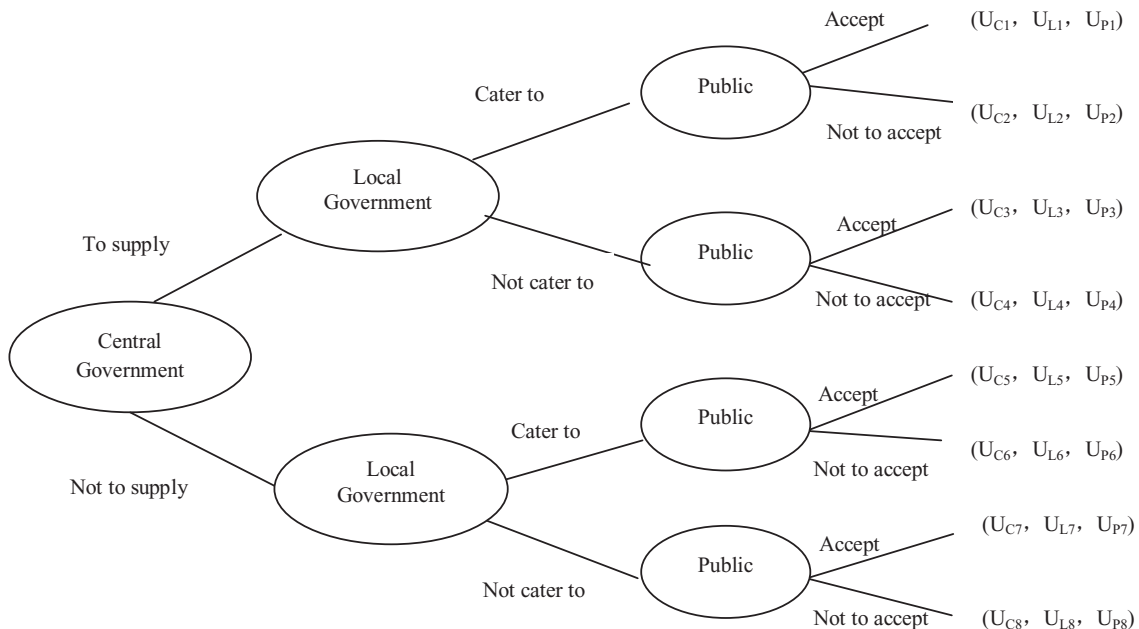 Accept
(U_C1, U_L1, U_P1)
Public
Cater to
(U_C2, U_L2, U_P2)
Not to accept
Local
Government
(U_C3, U_L3, U_P3)
Accept
To supply
Public
Not cater to
Not to accept
(U_C4, U_L4, U_P4)
Central
Government
(U_C5, U_L5, U_P5)
Accept
Public
Cater to
(U_C6, U_L6, U_P6)
Not to accept
Local
Government
Not to supply
(U_C7, U_L7, U_P7)
Accept
Public
Not cater to
Not to accept
(U_C8, U_L8, U_P8)